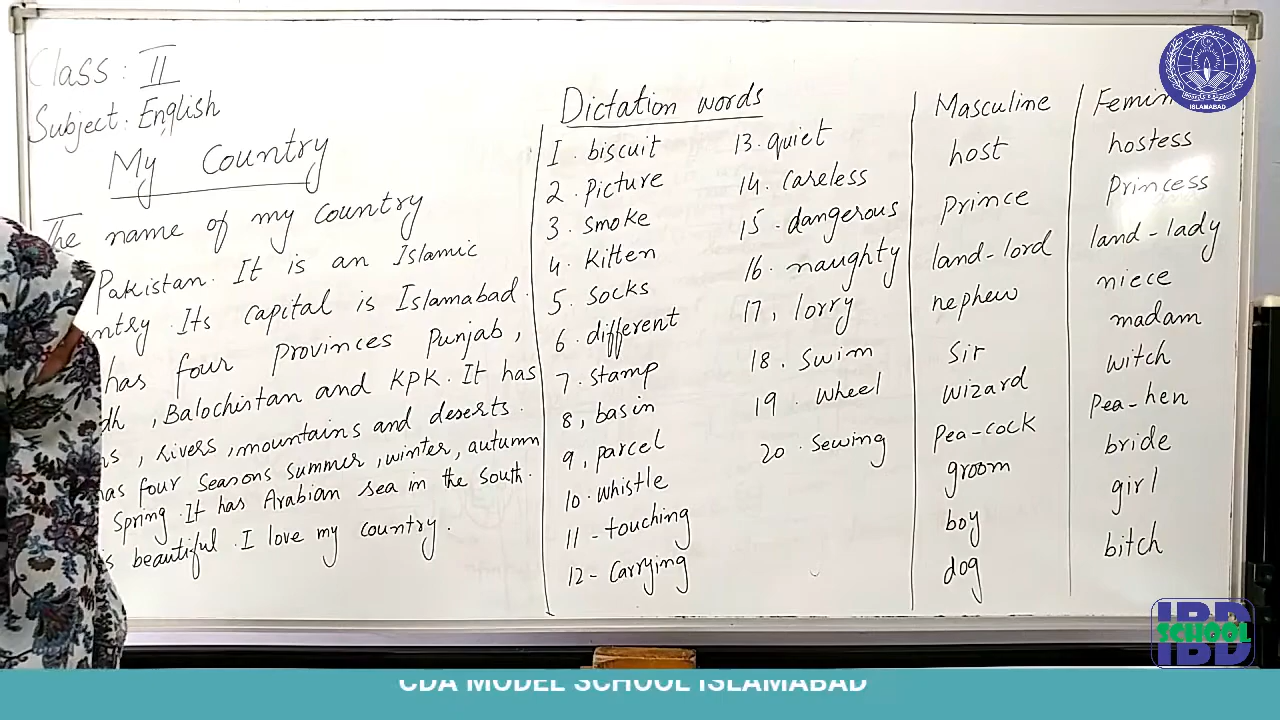 Class : II
Subject : English
My Country
The name of my country
Pakistan. It is an Islamic
ntry. Its capital is Islamabad.
has four provinces Punjab,
dh, Balochistan and KPK. It has
ns, rivers, mountains and deserts.
has four seasons summer, winter, autumn
Spring. It has Arabian sea in the south.
s beautiful. I love my country.
Dictation words
1. biscuit
2. Picture
3. Smoke
4. Kitten
5. Socks
6. different
7. stamp
8, basin
9, parcel
10. whistle
11 - touching
12 - Carrying
13. quiet
14. Careless
15. dangerous
16. naughty
17, lorry
18. Swim
19. wheel
20. Sewing
Masculine
host
Prince
land-lord
nephew
Sir
wizard
Pea-cock
groom
boy
dog
Femin
hostess
Princess
land-lady
niece
madam
witch
Pea-hen
bride
girl
bitch
ISLAMABAD
IBD
SCHOOL
IBD
CDA MODEL SCHOOL ISLAMABAD